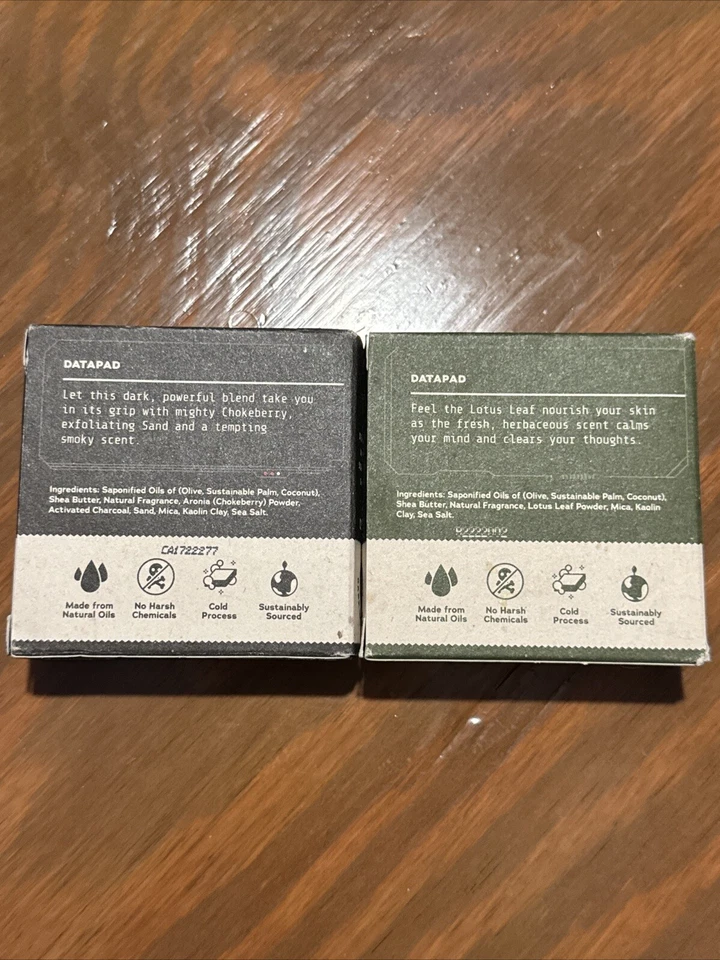 DATAPAD
Let this dark, powerful blend take you
in its grip with mighty Chokeberry,
exfoliating Sand and a tempting
smoky scent.
Ingredients: Saponified Oils of (Olive, Sustainable Palm, Coconut),
Shea Butter, Natural Fragrance, Aronia (Chokeberry) Powder,
Activated Charcoal, Sand, Mica, Kaolin Clay, Sea Salt.
CA1722277
Made from
Natural Oils
No Harsh
Chemicals
Cold
Process
Sustainably
Sourced
DATAPAD
Feel the Lotus Leaf nourish your skin
as the fresh, herbaceous scent calms
your mind and clears your thoughts.
Ingredients: Saponified Oils of (Olive, Sustainable Palm, Coconut),
Shea Butter, Natural Fragrance, Lotus Leaf Powder, Mica, Kaolin
Clay, Sea Salt.
Made from
Natural Oils
No Harsh
Chemicals
Cold
Process
Sustainably
Sourced